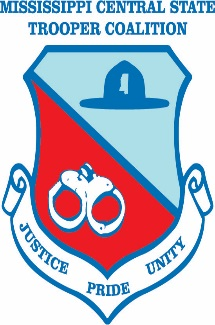 MISSISSIPPI CENTRAL STATE
TROOPER COALITION
JUSTICE
PRIDE
UNITY